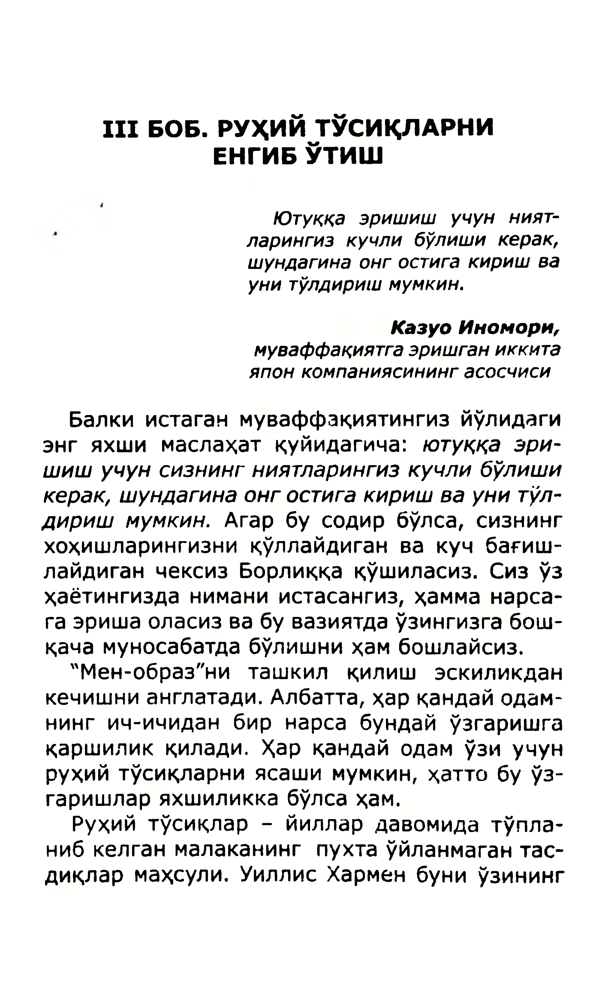 III БОБ. РУҲИЙ ТЎСИҚЛАРНИ
ЕНГИБ ЎТИШ
Ютуққа эришиш учун ният-
ларингиз кучли бўлиши керак,
шундагина онг остига кириш ва
уни тўлдириш мумкин.
Казуо Иномори,
муваффақиятга эришган иккита
япон компаниясининг асосчиси
Балки истаган муваффақиятингиз йўлидаги
энг яхши маслаҳат қуйидагича: ютуққа эри-
шиш учун сизнинг ниятларингиз кучли бўлиши
керак, шундагина онг остига кириш ва уни тўл-
дириш мумкин. Агар бу содир бўлса, сизнинг
хоҳишларингизни қўллайдиган ва куч бағиш-
лайдиган чексиз Борлиққа қўшиласиз. Сиз ўз
ҳаётингизда нимани истасангиз, ҳамма нарса-
га эриша оласиз ва бу вазиятда ўзингизга бош-
қача муносабатда бўлишни ҳам бошлайсиз.
"Мен-образ"ни ташкил қилиш эскиликдан
кечишни англатади. Албатта, ҳар қандай одам-
нинг ич-ичидан бир нарса бундай ўзгаришга
қаршилик қилади. Ҳар қандай одам ўзи учун
руҳий тўсиқларни ясаши мумкин, ҳатто бу ўз-
гаришлар яхшиликка бўлса ҳам.
Руҳий тўсиқлар – йиллар давомида тўпла-
ниб келган малаканинг пухта ўйланмаган тас-
диқлар маҳсули. Уиллис Хармен буни ўзининг